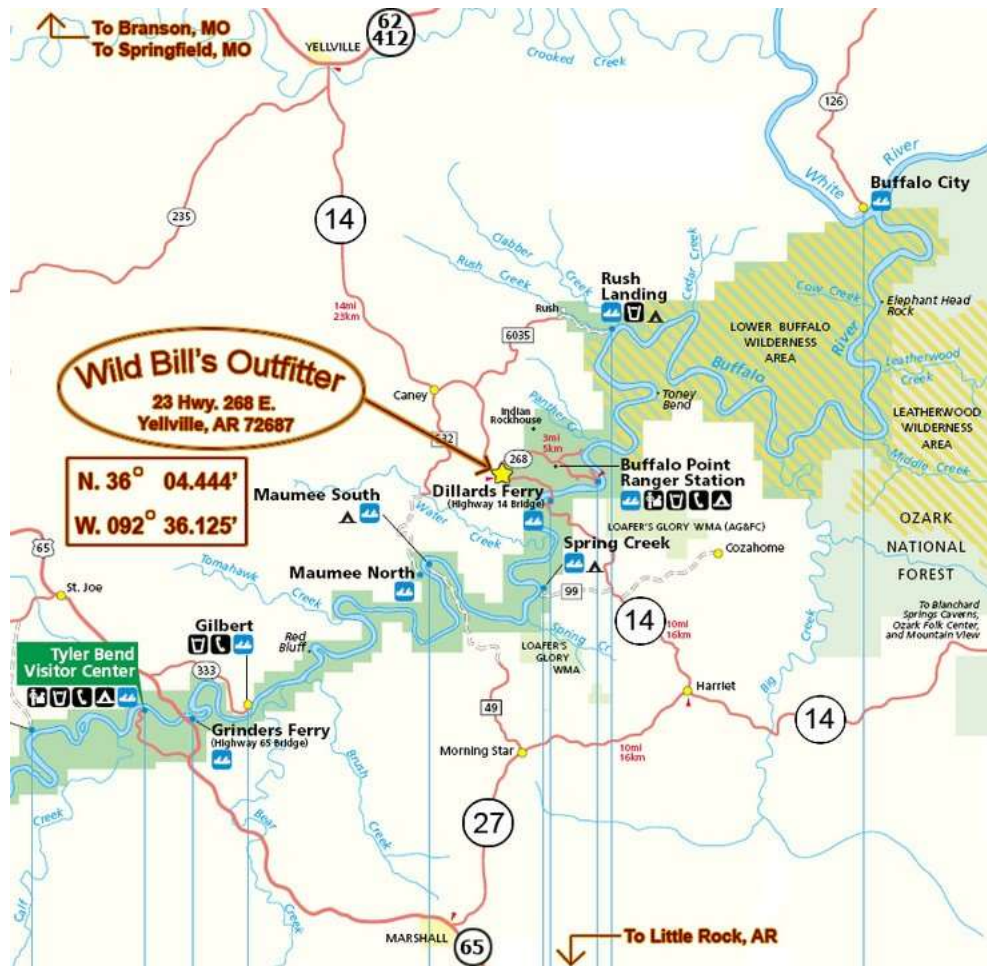 To Branson, MO
To Springfield, MO
62
412
YELLVILLE
Crooked Creek
126
White River
Buffalo City
235
14
Clabber Creek
Rush Creek
Cedar Creek
Rush Landing
Rush
Cow Creek
Elephant Head
Rock
14mi
23km
6035
LOWER BUFFALO
WILDERNESS
AREA
Buffalo River
Leatherwood
Creek
Wild Bill's Outfitter
23 Hwy. 268 E.
Yellville, AR 72687
Caney
Toney
Bend
Indian
Rockhouse
Panther Cr
LEATHERWOOD
WILDERNESS
AREA
3mi
5km
268
Middle Creek
N. 36° 04.444'
W. 092° 36.125'
Buffalo Point
Ranger Station
Maumee South
Dillards Ferry
(Highway 14 Bridge)
Water Creek
LOAFER'S GLORY WMA (AG&FC)
OZARK
NATIONAL
FOREST
65
Spring Creek
Cozahome
Tomahawk Creek
Maumee North
99
St. Joe
To Blanchard
Springs Caverns,
Ozark Folk Center,
and Mountain View
Gilbert
Red
Bluff
14
Spring Cr
10mi
16km
Big Creek
LOAFER'S
GLORY
WMA
Tyler Bend
Visitor Center
333
Harriet
49
14
Grinders Ferry
(Highway 65 Bridge)
Morning Star
10mi
16km
Brush Creek
27
Bear Creek
Calf Creek
MARSHALL
65
To Little Rock, AR